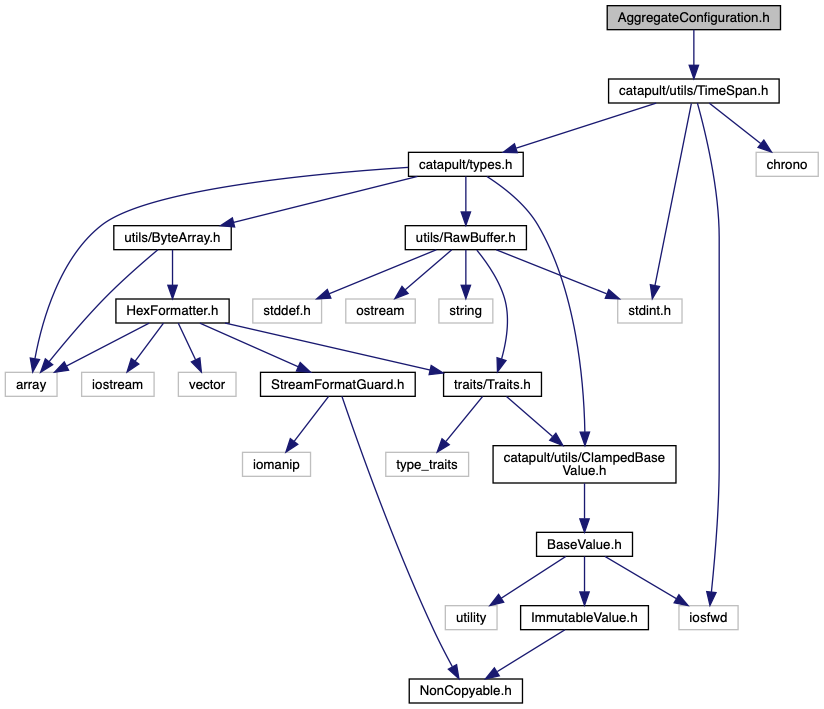 AggregateConfiguration.h
catapult/utils/TimeSpan.h
catapult/types.h
chrono
utils/ByteArray.h
utils/RawBuffer.h
HexFormatter.h
stddef.h
ostream
string
stdint.h
array
iostream
vector
StreamFormatGuard.h
traits/Traits.h
iomanip
type_traits
catapult/utils/ClampedBase
Value.h
BaseValue.h
utility
ImmutableValue.h
iosfwd
NonCopyable.h